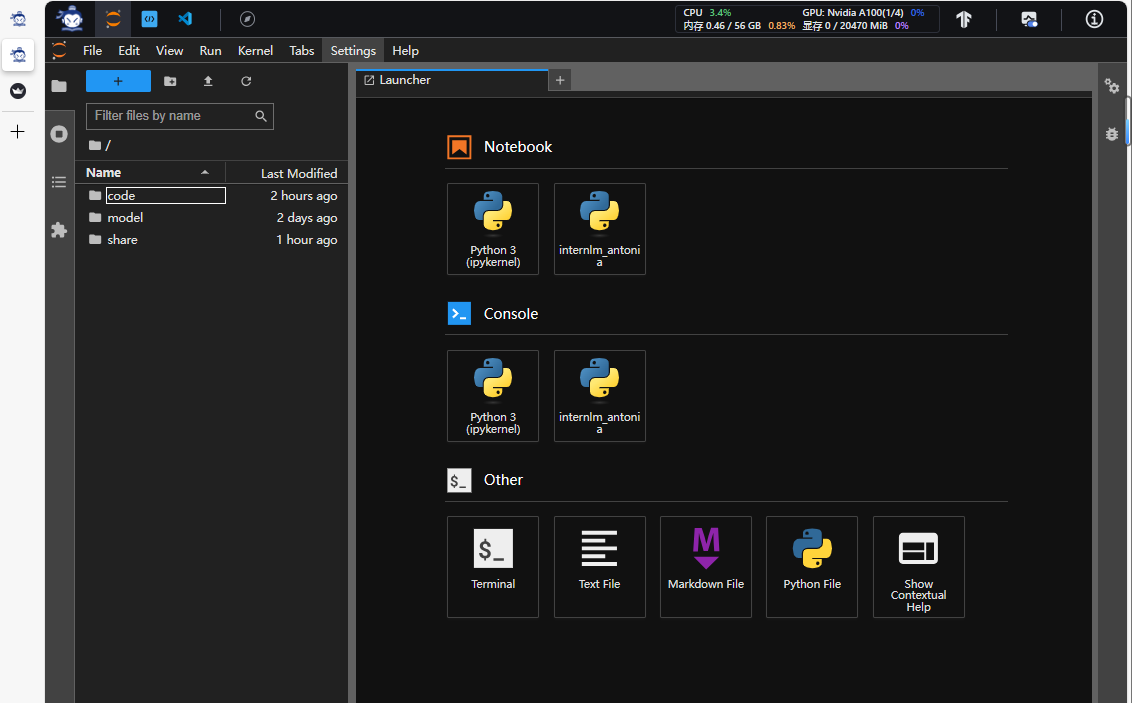 CPU 3.4% GPU: Nvidia A100(1/4) 0%
内存 0.46 / 56 GB 0.83% 显存 0 / 20470 MiB 0%
File Edit View Run Kernel Tabs Settings Help
Launcher
Filter files by name
/
Name Last Modified
code 2 hours ago
model 2 days ago
share 1 hour ago
Notebook
Python 3
(ipykernel)
internlm_antoni
a
Console
Python 3
(ipykernel)
internlm_antoni
a
$_ Other
$_
Terminal
Text File
M
Markdown File
Python File
Show
Contextual
Help